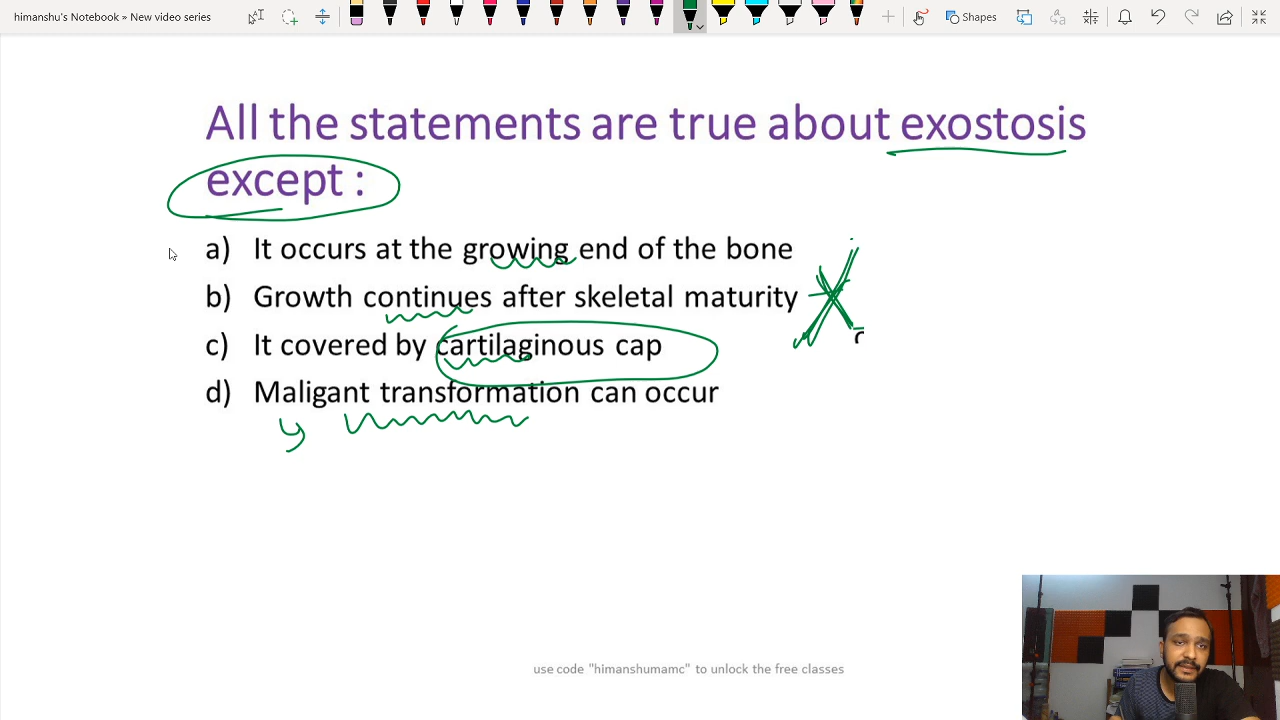 himanshu's Notebook » New video series
Shapes
All the statements are true about exostosis
except :
a) It occurs at the growing end of the bone
b) Growth continues after skeletal maturity
c) It covered by cartilaginous cap
d) Maligant transformation can occur
use code "himanshumamc" to unlock the free classes